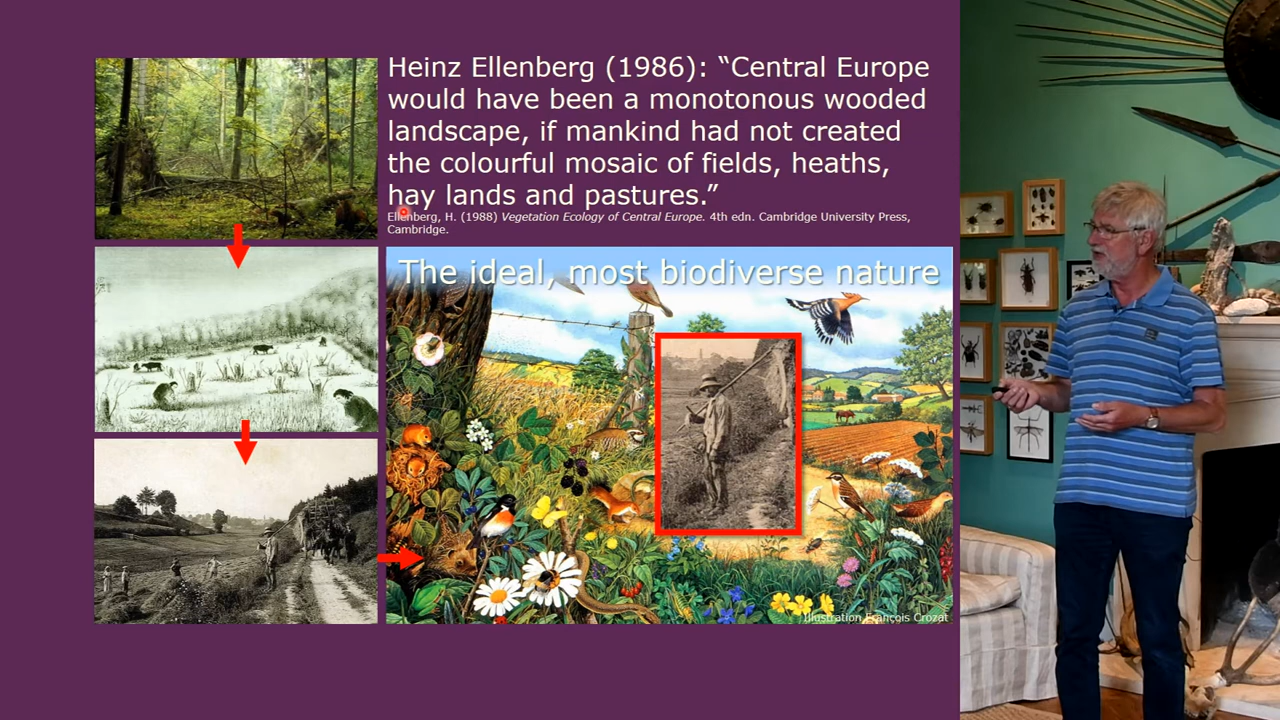 Heinz Ellenberg (1986): “Central Europe
would have been a monotonous wooded
landscape, if mankind had not created
the colourful mosaic of fields, heaths,
hay lands and pastures.”
Ellenberg, H. (1988) Vegetation Ecology of Central Europe. 4th edn. Cambridge University Press,
Cambridge.
The ideal, most biodiverse nature
Illustration François Crozat